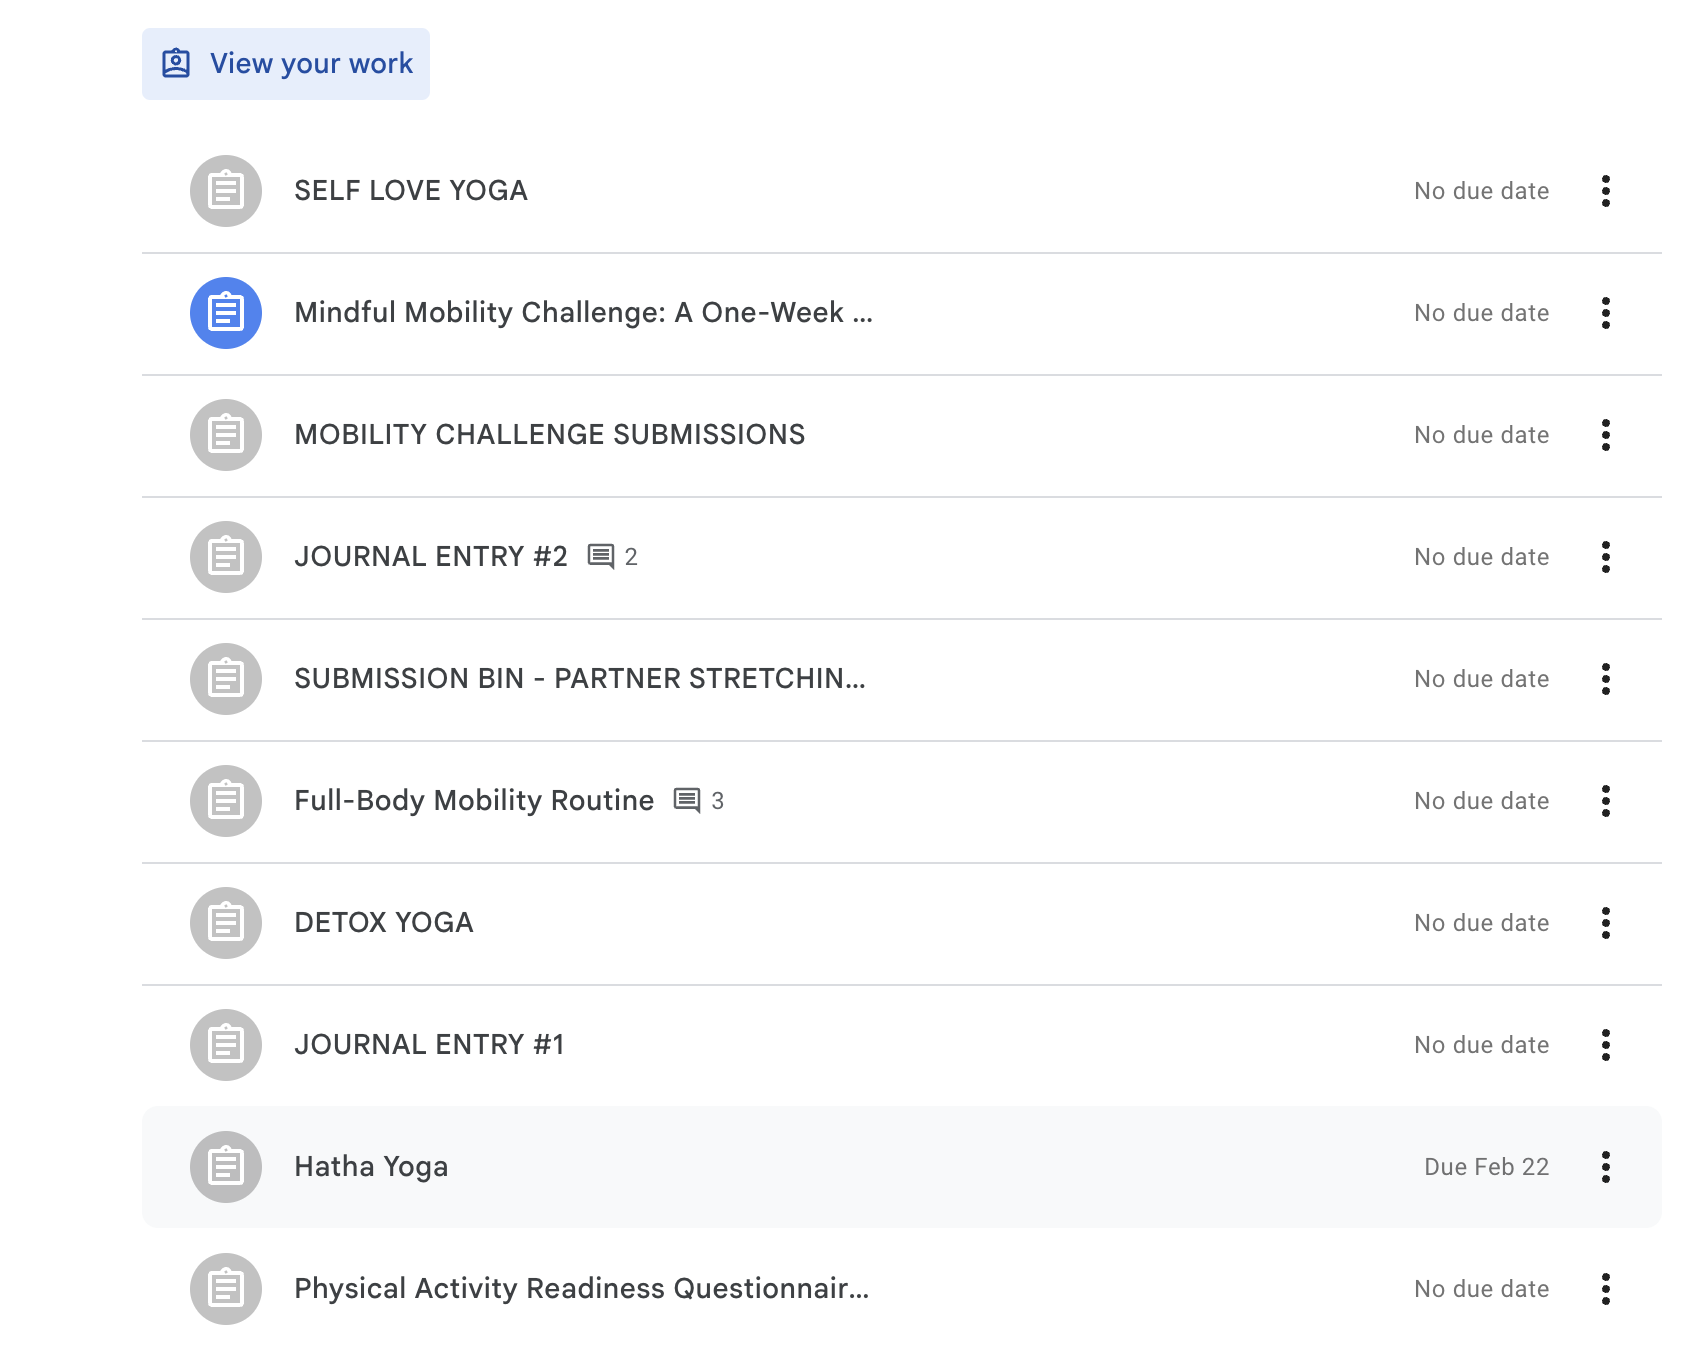 View your work
SELF LOVE YOGA
No due date
Mindful Mobility Challenge: A One-Week ...
No due date
MOBILITY CHALLENGE SUBMISSIONS
No due date
JOURNAL ENTRY #2 2
No due date
SUBMISSION BIN - PARTNER STRETCHIN...
No due date
Full-Body Mobility Routine 3
No due date
DETOX YOGA
No due date
JOURNAL ENTRY #1
No due date
Hatha Yoga
Due Feb 22
Physical Activity Readiness Questionnair...
No due date